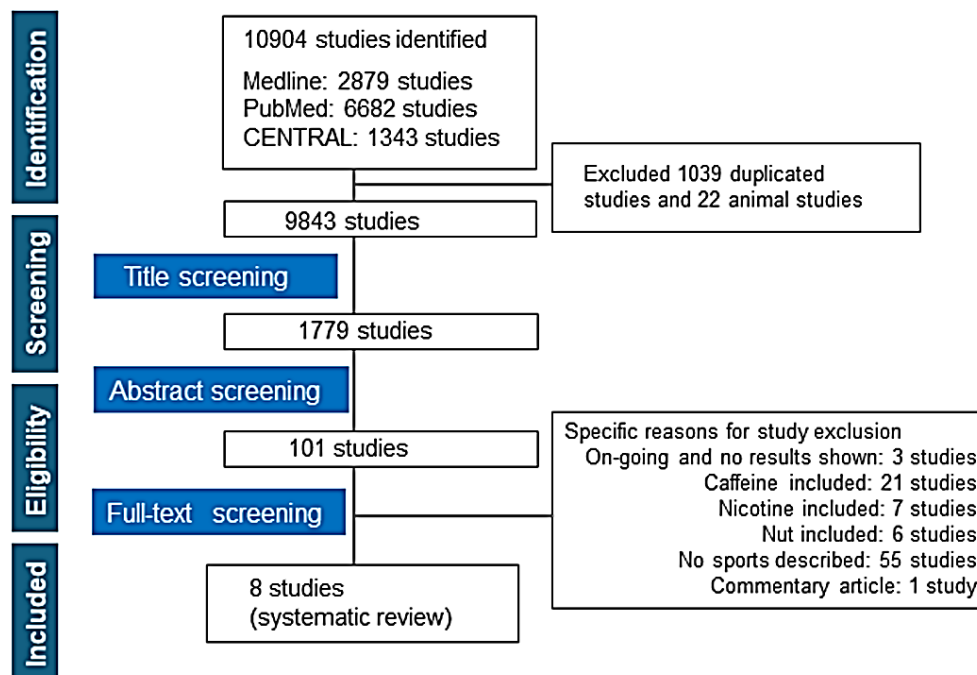 Identification
10904 studies identified
Medline: 2879 studies
PubMed: 6682 studies
CENTRAL: 1343 studies
Excluded 1039 duplicated
studies and 22 animal studies
9843 studies
Screening
Title screening
1779 studies
Abstract screening
Eligibility
101 studies
Full-text screening
Specific reasons for study exclusion
On-going and no results shown: 3 studies
Caffeine included: 21 studies
Nicotine included: 7 studies
Nut included: 6 studies
No sports described: 55 studies
Commentary article: 1 study
Included
8 studies
(systematic review)